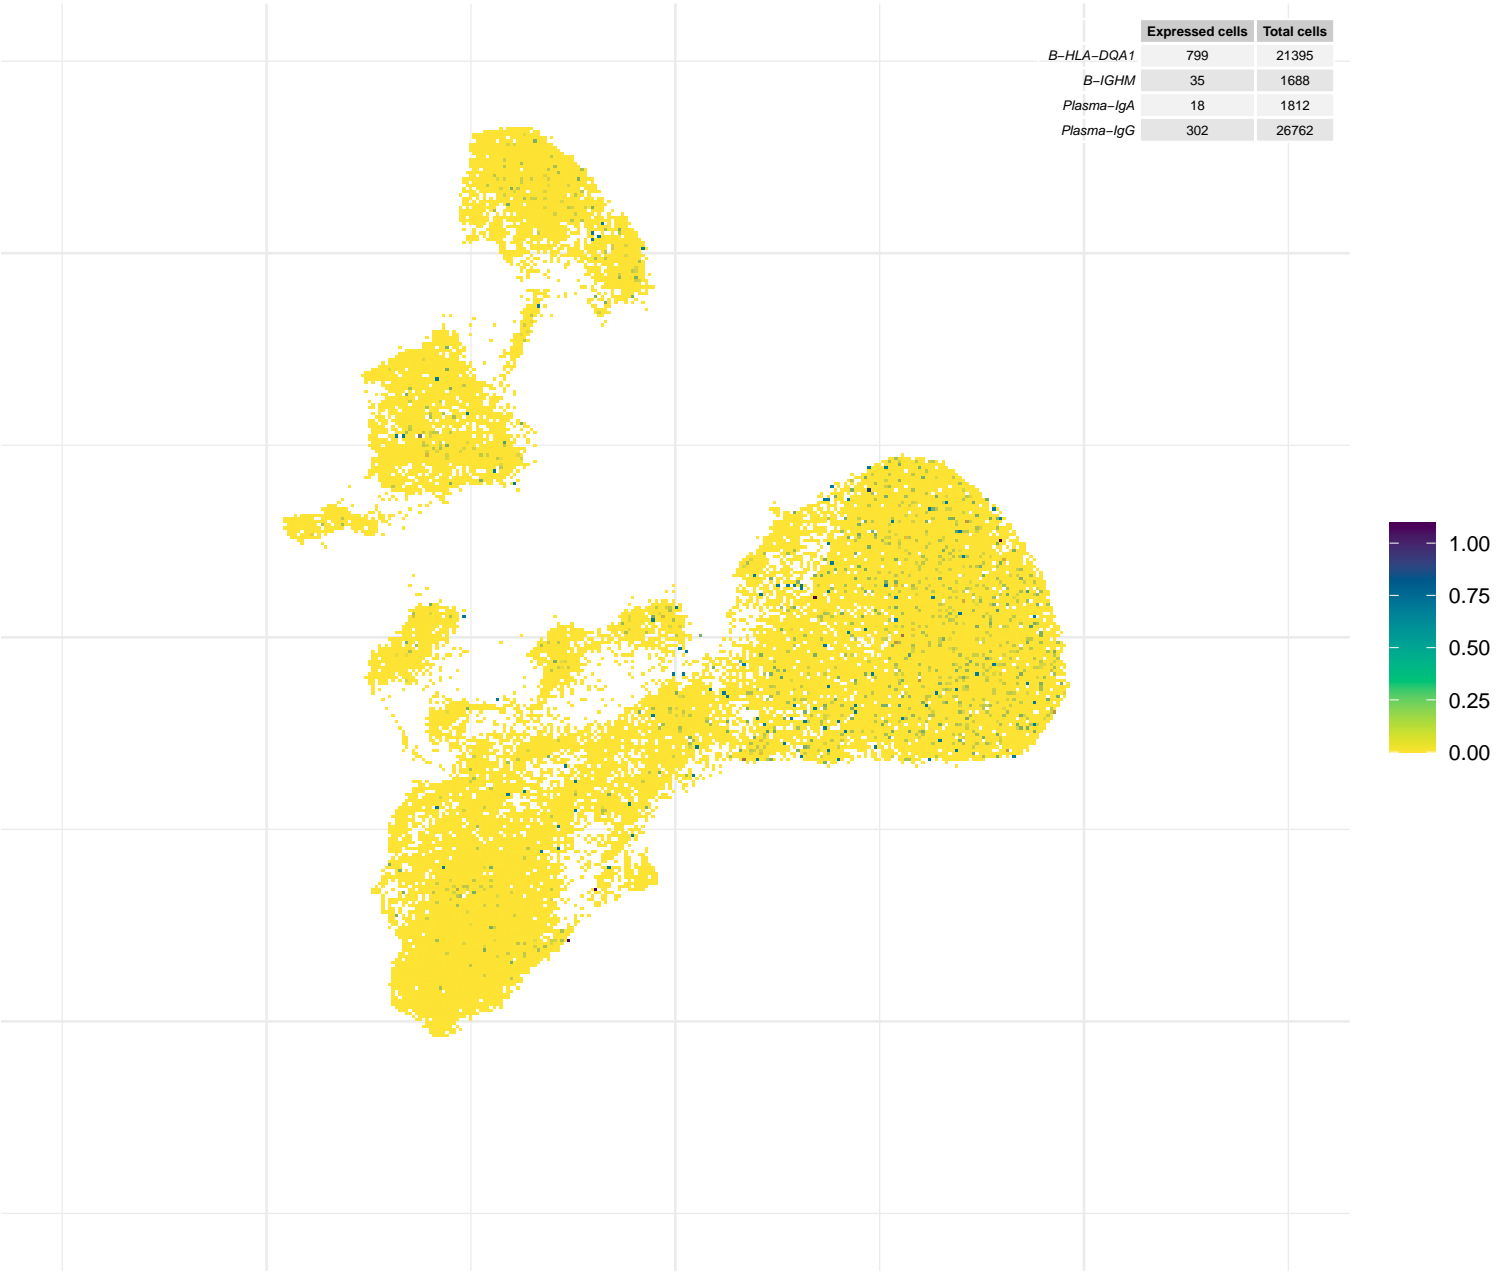 Expressed cells Total cells
B−HLA−DQA1 799 21395
B−IGHM 35 1688
Plasma−IgA 18 1812
Plasma−IgG 302 26762
1.00
0.75
0.50
0.25
0.00